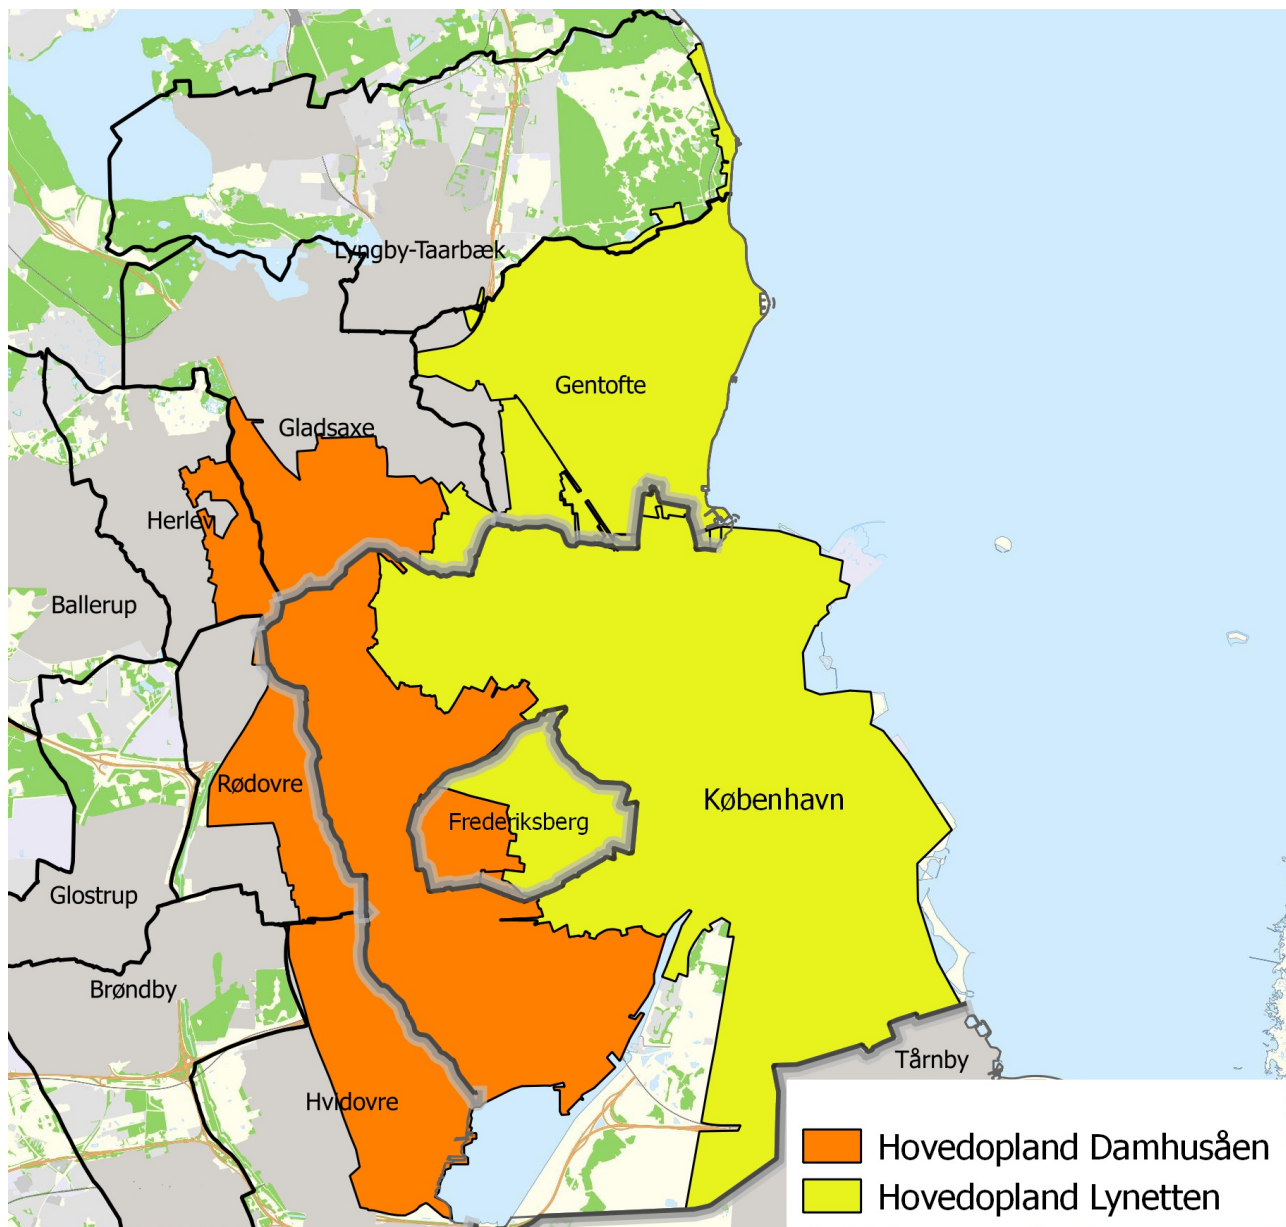 Lyngby-Taarbæk
Gentofte
Gladsaxe
Herlev
Ballerup
Rødovre
København
Frederiksberg
Glostrup
Brøndby
Tårnby
Hvidovre
Hovedopland Damhusåen
Hovedopland Lynetten